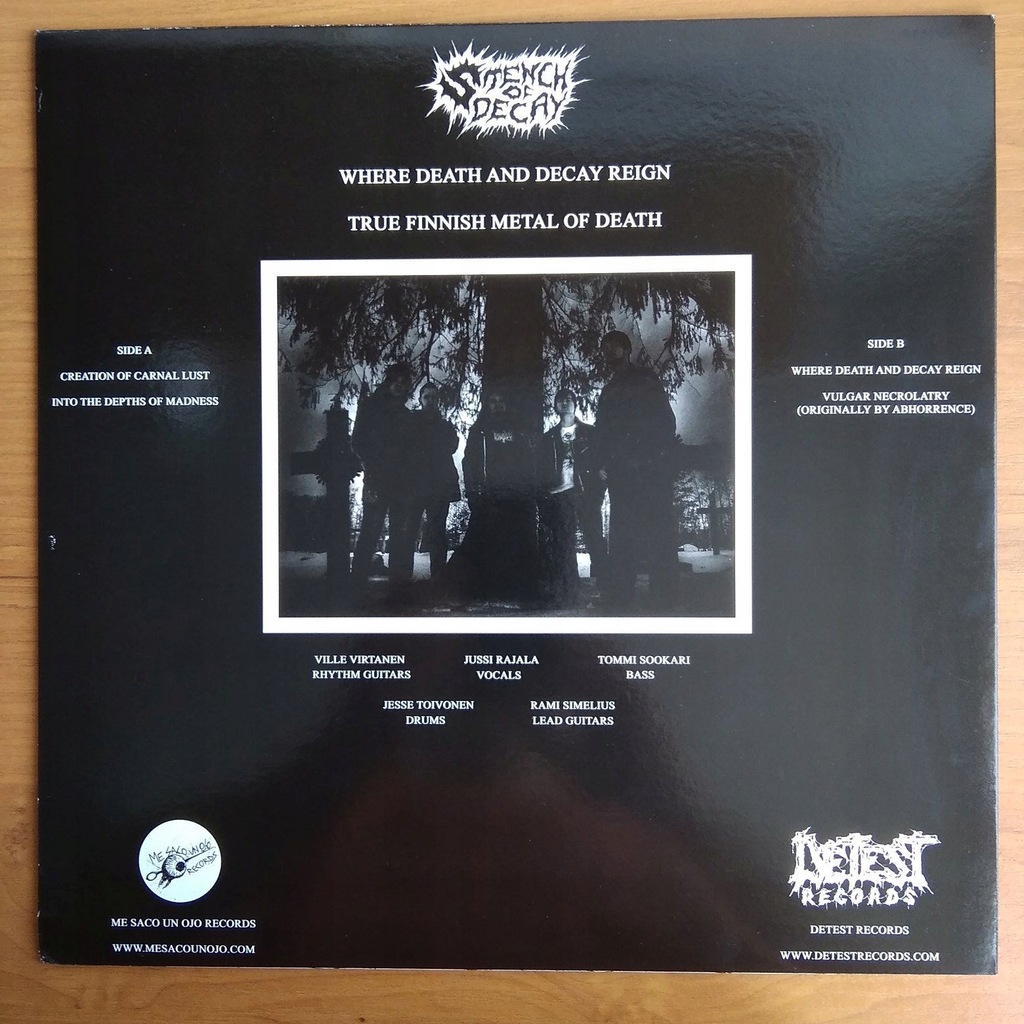 STENCH
OF
DECAY
WHERE DEATH AND DECAY REIGN
TRUE FINNISH METAL OF DEATH
SIDE A
CREATION OF CARNAL LUST
INTO THE DEPTHS OF MADNESS
SIDE B
WHERE DEATH AND DECAY REIGN
VULGAR NECROLATRY
(ORIGINALLY BY ABHORRENCE)
VILLE VIRTANEN
RHYTHM GUITARS
JUSSI RAJALA
VOCALS
TOMMI SOOKARI
BASS
JESSE TOIVONEN
DRUMS
RAMI SIMELIUS
LEAD GUITARS
ME SACO UN OJO
RECORDS
ME SACO UN OJO RECORDS
WWW.MESACOUNOJO.COM
DETEST
RECORDS
DETEST RECORDS
WWW.DETESTRECORDS.COM